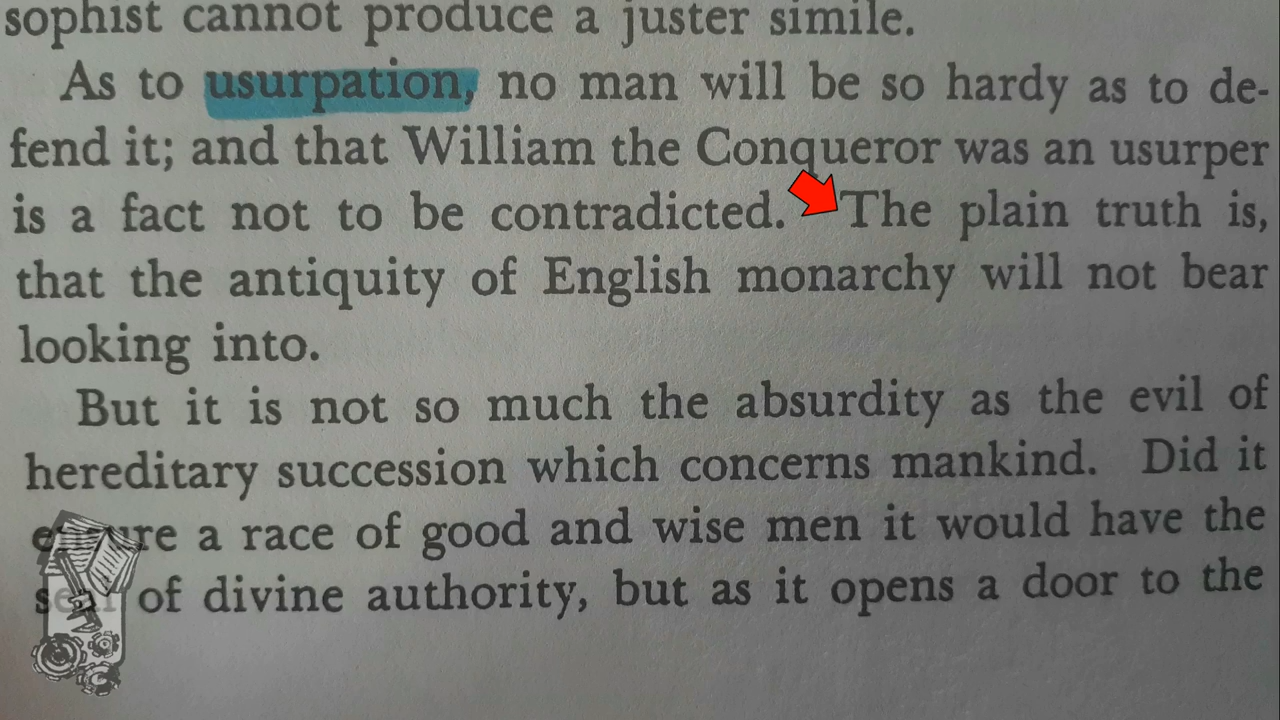 sophist cannot produce a juster simile.
As to usurpation, no man will be so hardy as to de-
fend it; and that William the Conqueror was an usurper
is a fact not to be contradicted. The plain truth is,
that the antiquity of English monarchy will not bear
looking into.
But it is not so much the absurdity as the evil of
hereditary succession which concerns mankind. Did it
a race of good and wise men it would have the
of divine authority, but as it opens a door to the